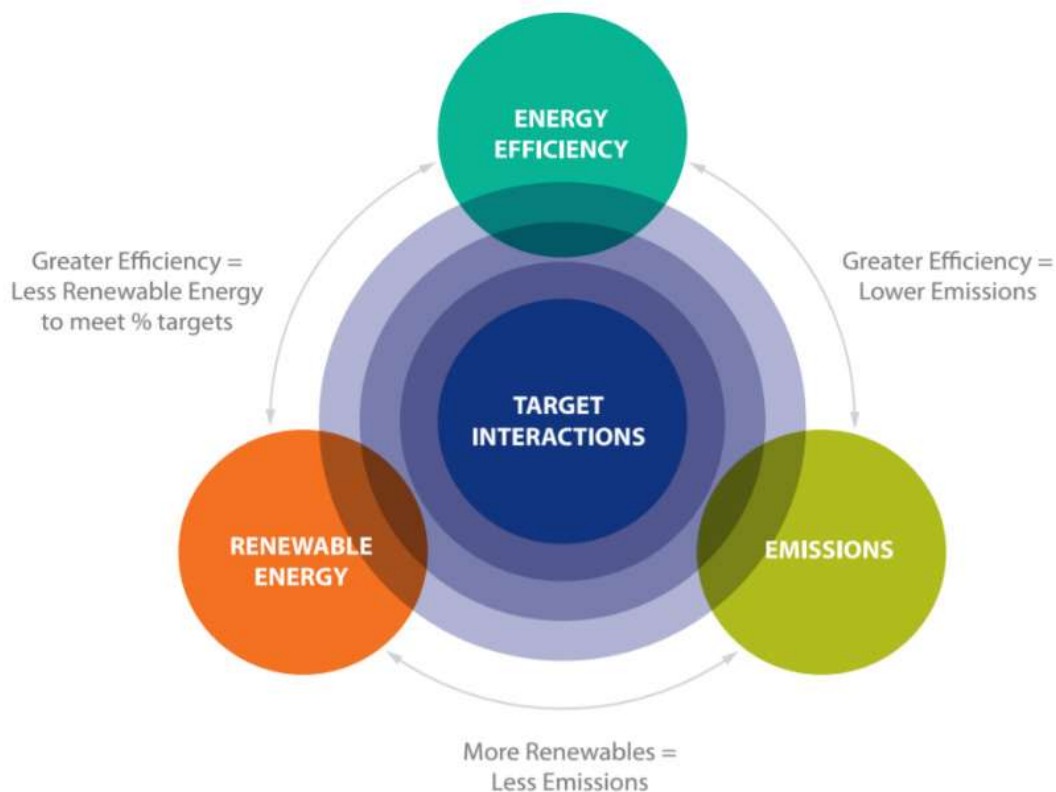 ENERGY
EFFICIENCY
Greater Efficiency =
Less Renewable Energy
to meet % targets
Greater Efficiency =
Lower Emissions
TARGET
INTERACTIONS
RENEWABLE
ENERGY
EMISSIONS
More Renewables =
Less Emissions